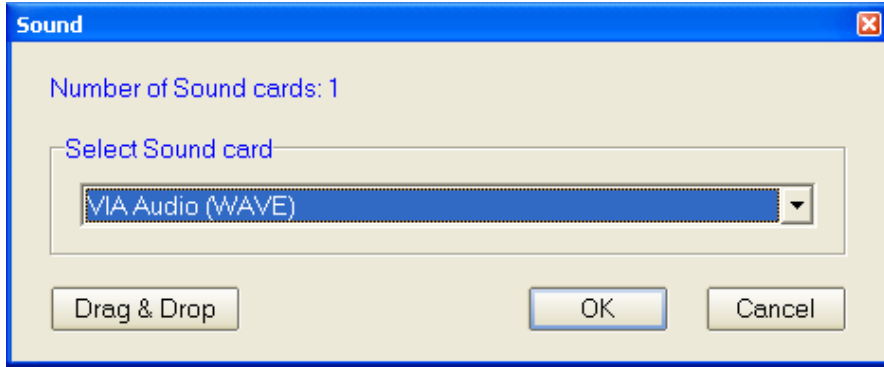 Sound
Number of Sound cards: 1
Select Sound card
VIA Audio (WAVE)
Drag & Drop
OK
Cancel